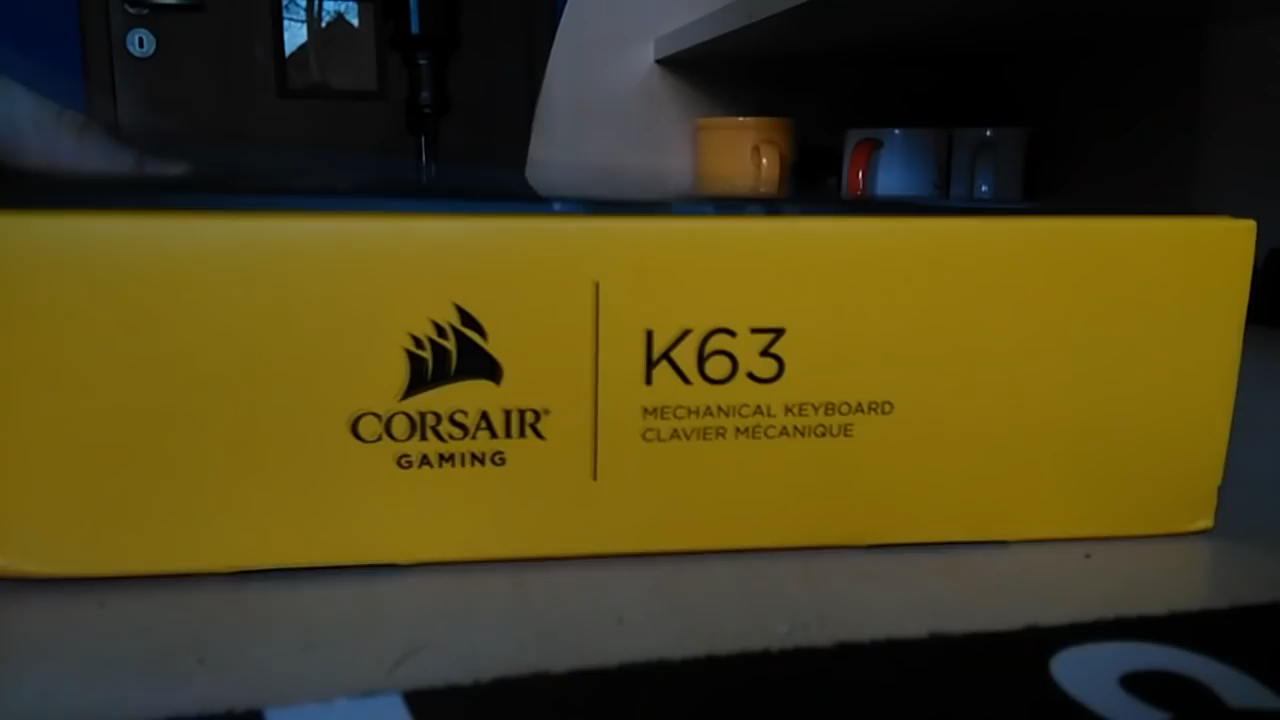 CORSAIR®
GAMING
K63
MECHANICAL KEYBOARD
CLAVIER MÉCANIQUE